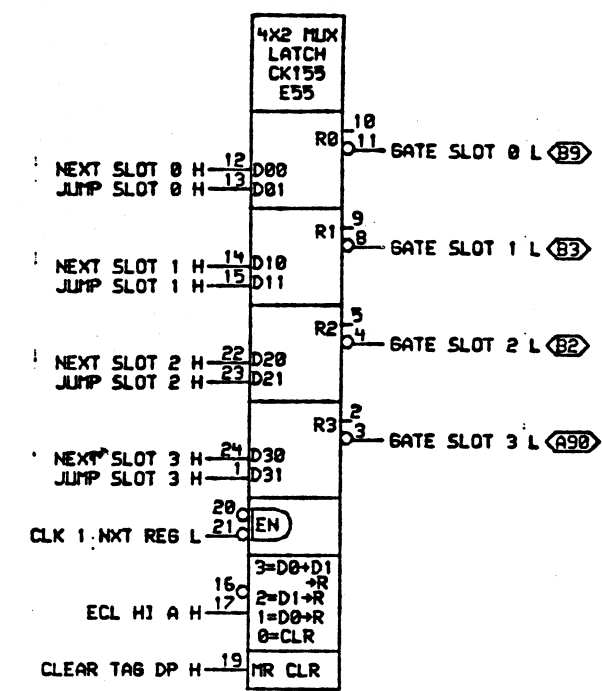 4X2 MUX
LATCH
CK155
E55
R0 10
11 GATE SLOT 0 L B9
NEXT SLOT 0 H 12 D00
JUMP SLOT 0 H 13 D01
R1 9
8 GATE SLOT 1 L B3
NEXT SLOT 1 H 14 D10
JUMP SLOT 1 H 15 D11
R2 5
4 GATE SLOT 2 L B2
NEXT SLOT 2 H 22 D20
JUMP SLOT 2 H 23 D21
R3 2
3 GATE SLOT 3 L A90
NEXT SLOT 3 H 24 D30
JUMP SLOT 3 H 1 D31
20
CLK 1 NXT REG L 21 EN
3=D0+D1
→R
16 2=D1→R
ECL HI A H 17 1=D0→R
0=CLR
CLEAR TAG DP H 19 MR CLR